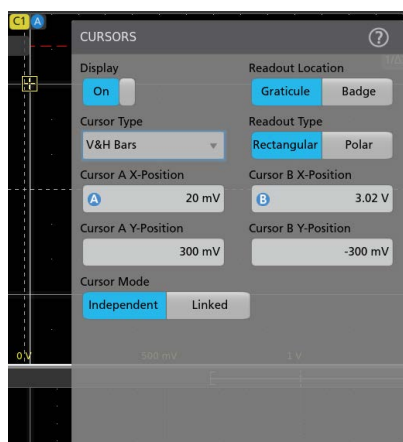 C1 A
CURSORS ?
Display Readout Location
On Graticule Badge
Cursor Type Readout Type
V&H Bars Rectangular Polar
Cursor A X-Position Cursor B X-Position
A 20 mV B 3.02 V
Cursor A Y-Position Cursor B Y-Position
300 mV -300 mV
Cursor Mode
Independent Linked
0 V 500 mV 1 V